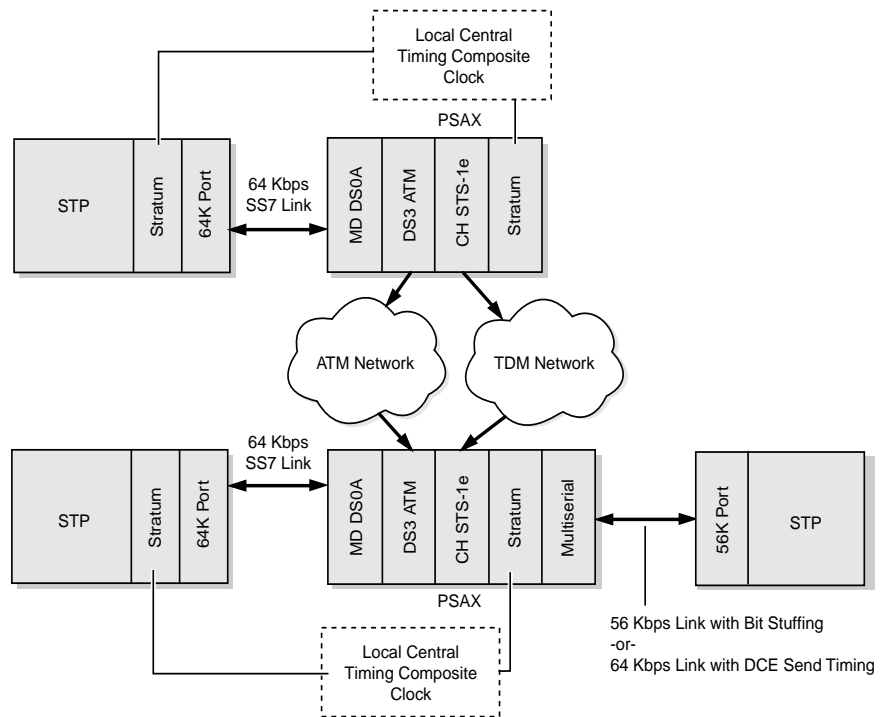 Local Central
Timing Composite
Clock
PSAX
STP
Stratum
64K Port
64 Kbps
SS7 Link
MD DS0A
DS3 ATM
CH STS-1e
Stratum
ATM Network
TDM Network
STP
Stratum
64K Port
64 Kbps
SS7 Link
MD DS0A
DS3 ATM
CH STS-1e
Stratum
Multiserial
56K Port
STP
PSAX
56 Kbps Link with Bit Stuffing
-or-
64 Kbps Link with DCE Send Timing
Local Central
Timing Composite
Clock